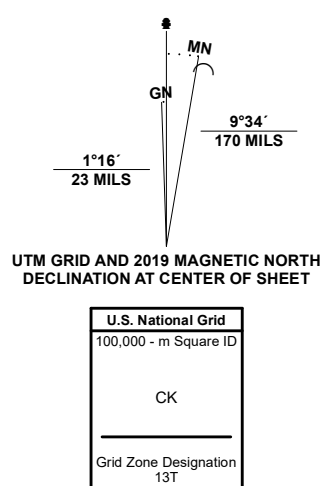 MN
GN
9°34´
170 MILS
1°16´
23 MILS
UTM GRID AND 2019 MAGNETIC NORTH
DECLINATION AT CENTER OF SHEET
U.S. National Grid
100,000 - m Square ID
CK
Grid Zone Designation
13T